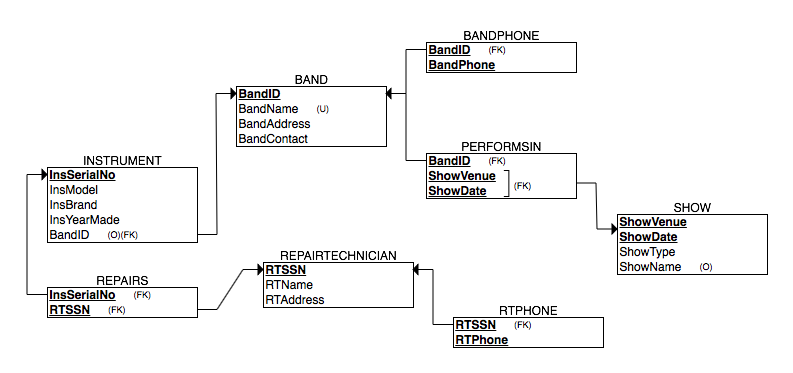 BANDPHONE
BandID (FK)
BandPhone
BAND
BandID
BandName (U)
BandAddress
BandContact
PERFORMSIN
BandID (FK)
ShowVenue
ShowDate (FK)
INSTRUMENT
InsSerialNo
InsModel
InsBrand
InsYearMade
BandID (O)(FK)
SHOW
ShowVenue
ShowDate
ShowType
ShowName (O)
REPAIRTECHNICIAN
RTSSN
RTName
RTAddress
REPAIRS
InsSerialNo (FK)
RTSSN (FK)
RTPHONE
RTSSN (FK)
RTPhone